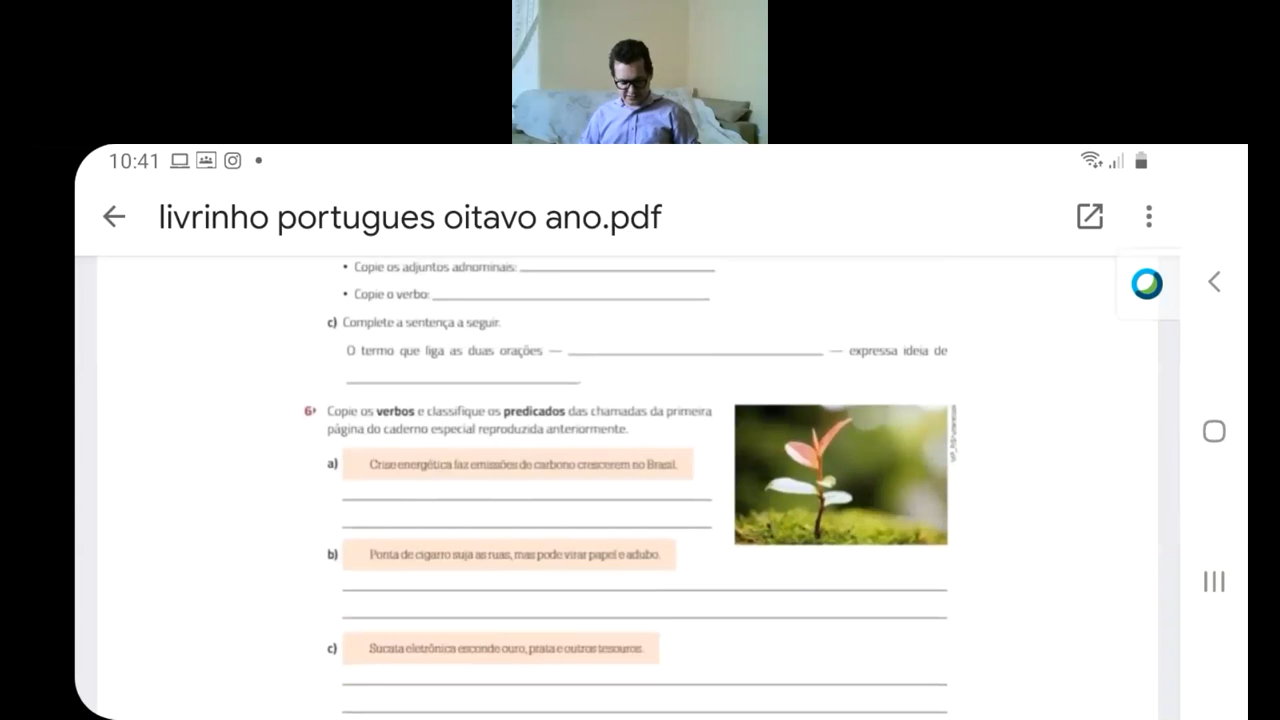 10:41
livrinho portugues oitavo ano.pdf
• Copie os adjuntos adnominais:
• Copie o verbo:
c) Complete a sentença a seguir.
O termo que liga as duas orações — — expressa ideia de
6 Copie os verbos e classifique os predicados das chamadas da primeira
página do caderno especial reproduzida anteriormente.
a) Crise energética faz emissões de carbono crescerem no Brasil.
b) Ponta de cigarro suja as ruas, mas pode virar papel e adubo.
c) Sucata eletrônica esconde ouro, prata e outros tesouros.